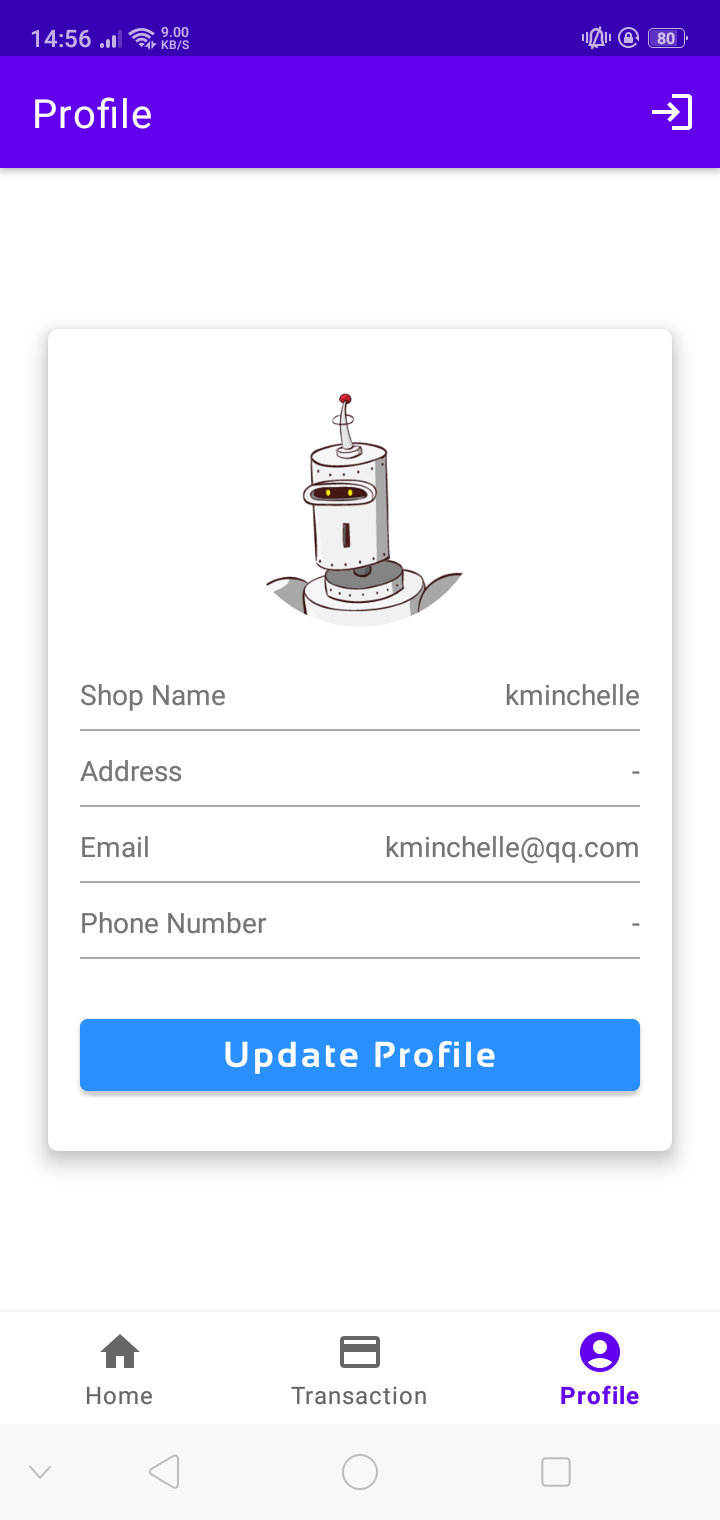 14:56 9.00 KB/S 80
Profile
Shop Name kminchelle
Address -
Email kminchelle@qq.com
Phone Number -
Update Profile
Home Transaction Profile